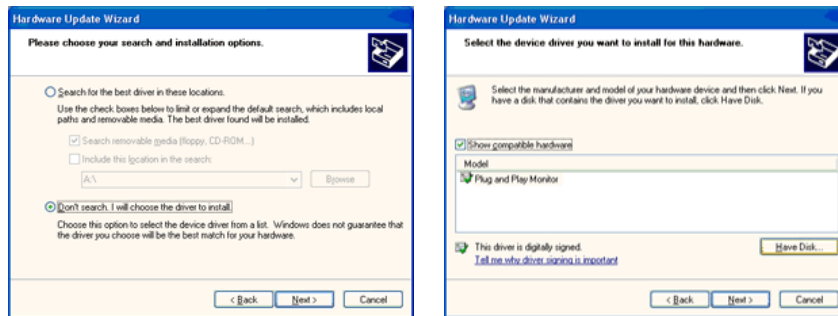 Hardware Update Wizard
Please choose your search and installation options.
Search for the best driver in these locations.
Use the check boxes below to limit or expand the default search, which includes local
paths and removable media. The best driver found will be installed.
Search removable media (floppy, CD-ROM...)
Include this location in the search:
A:\
Browse
Don't search. I will choose the driver to install.
Choose this option to select the device driver from a list. Windows does not guarantee that
the driver you choose will be the best match for your hardware.
< Back
Next >
Cancel
Hardware Update Wizard
Select the device driver you want to install for this hardware.
Select the manufacturer and model of your hardware device and then click Next. If you
have a disk that contains the driver you want to install, click Have Disk.
Show compatible hardware
Model
Plug and Play Monitor
This driver is digitally signed.
Tell me why driver signing is important
Have Disk...
< Back
Next >
Cancel